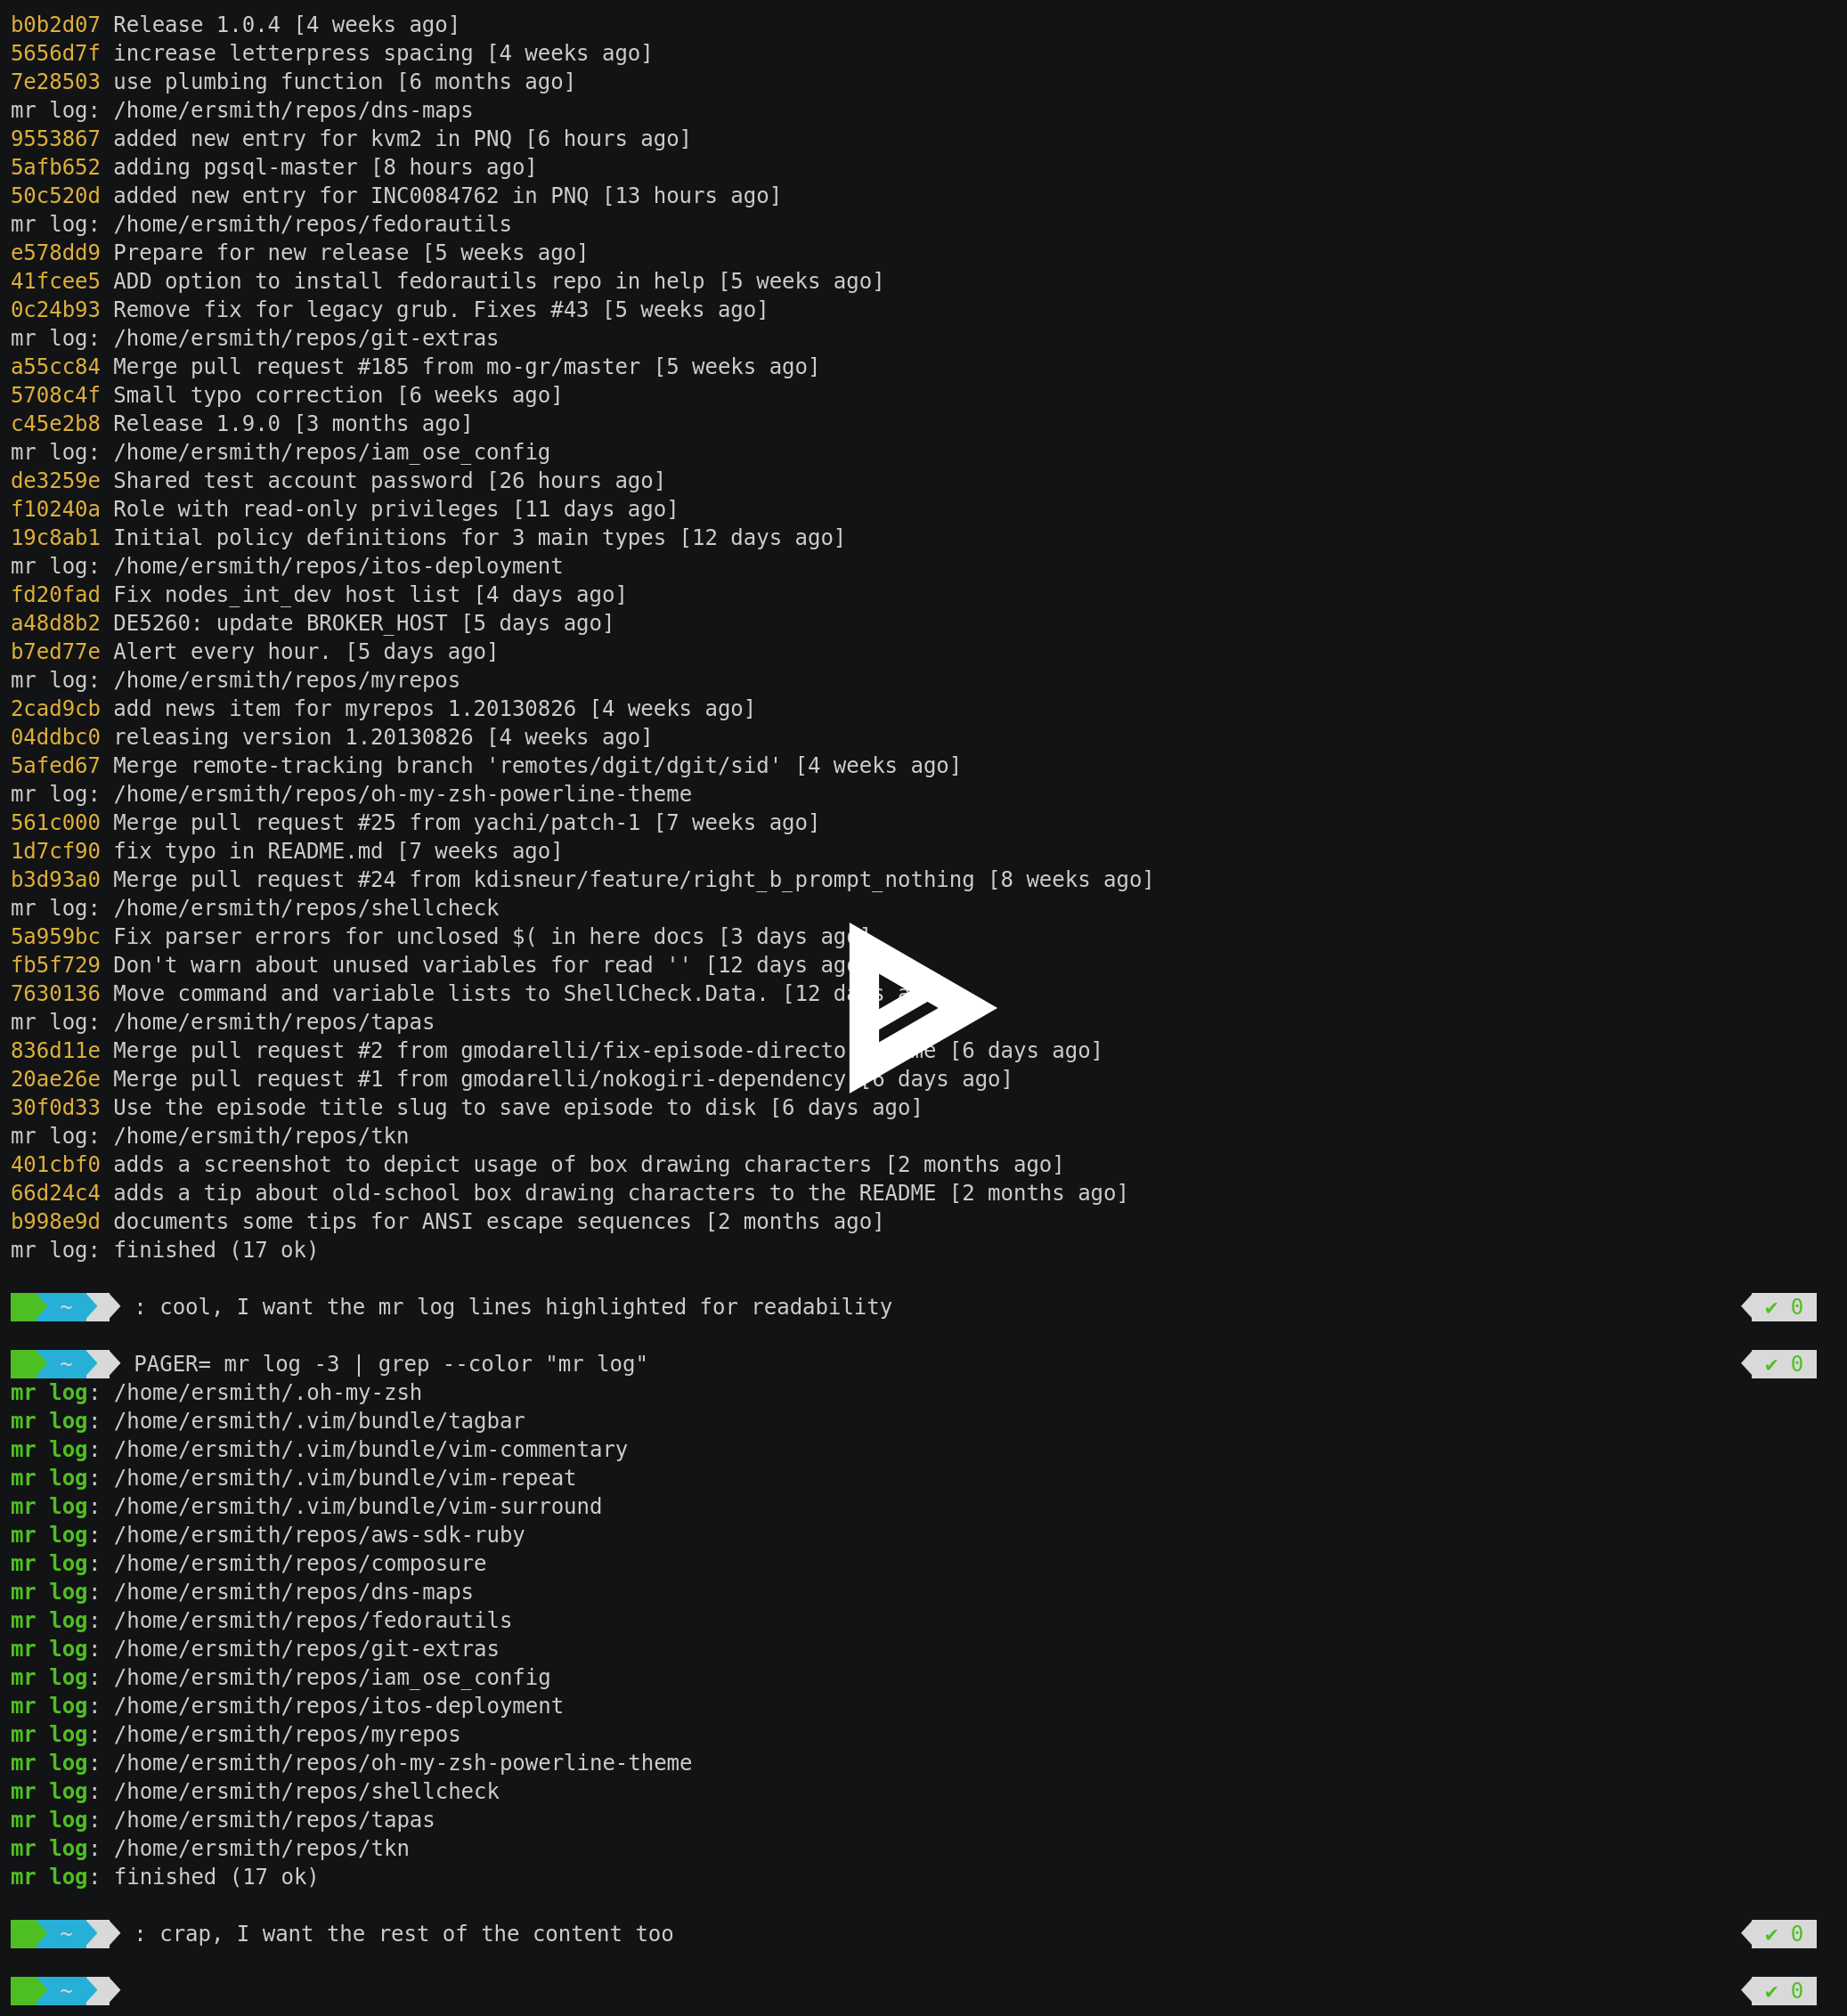 b0b2d07 Release 1.0.4 [4 weeks ago]
5656d7f increase letterpress spacing [4 weeks ago]
7e28503 use plumbing function [6 months ago]
mr log: /home/ersmith/repos/dns-maps
9553867 added new entry for kvm2 in PNQ [6 hours ago]
5afb652 adding pgsql-master [8 hours ago]
50c520d added new entry for INC0084762 in PNQ [13 hours ago]
mr log: /home/ersmith/repos/fedorautils
e578dd9 Prepare for new release [5 weeks ago]
41fcee5 ADD option to install fedorautils repo in help [5 weeks ago]
0c24b93 Remove fix for legacy grub. Fixes #43 [5 weeks ago]
mr log: /home/ersmith/repos/git-extras
a55cc84 Merge pull request #185 from mo-gr/master [5 weeks ago]
5708c4f Small typo correction [6 weeks ago]
c45e2b8 Release 1.9.0 [3 months ago]
mr log: /home/ersmith/repos/iam_ose_config
de3259e Shared test account password [26 hours ago]
f10240a Role with read-only privileges [11 days ago]
19c8ab1 Initial policy definitions for 3 main types [12 days ago]
mr log: /home/ersmith/repos/itos-deployment
fd20fad Fix nodes_int_dev host list [4 days ago]
a48d8b2 DE5260: update BROKER_HOST [5 days ago]
b7ed77e Alert every hour. [5 days ago]
mr log: /home/ersmith/repos/myrepos
2cad9cb add news item for myrepos 1.20130826 [4 weeks ago]
04ddbc0 releasing version 1.20130826 [4 weeks ago]
5afed67 Merge remote-tracking branch 'remotes/dgit/dgit/sid' [4 weeks ago]
mr log: /home/ersmith/repos/oh-my-zsh-powerline-theme
561c000 Merge pull request #25 from yachi/patch-1 [7 weeks ago]
1d7cf90 fix typo in README.md [7 weeks ago]
b3d93a0 Merge pull request #24 from kdisneur/feature/right_b_prompt_nothing [8 weeks ago]
mr log: /home/ersmith/repos/shellcheck
5a959bc Fix parser errors for unclosed $( in here docs [3 days ago]
fb5f729 Don't warn about unused variables for read '' [12 days
7630136 Move command and variable lists to ShellCheck.Data. [12
mr log: /home/ersmith/repos/tapas
836d11e Merge pull request #2 from [6 days ago]
20ae26e Merge pull request #1 from gmodarelli/nokogiri-dependency [6 days ago]
30f0d33 Use the episode title slug to save episode to disk [6 days ago]
mr log: /home/ersmith/repos/tkn
401cbf0 adds a screenshot to depict usage of box drawing characters [2 months ago]
66d24c4 adds a tip about old-school box drawing characters to the README [2 months ago]
b998e9d documents some tips for ANSI escape sequences [2 months ago]
mr log: finished (17 ok)
~ : cool, I want the mr log lines highlighted for readability ✔ 0
~ PAGER= mr log -3 | grep --color "mr log" ✔ 0
mr log: /home/ersmith/.oh-my-zsh
mr log: /home/ersmith/.vim/bundle/tagbar
mr log: /home/ersmith/.vim/bundle/vim-commentary
mr log: /home/ersmith/.vim/bundle/vim-repeat
mr log: /home/ersmith/.vim/bundle/vim-surround
mr log: /home/ersmith/repos/aws-sdk-ruby
mr log: /home/ersmith/repos/composure
mr log: /home/ersmith/repos/dns-maps
mr log: /home/ersmith/repos/fedorautils
mr log: /home/ersmith/repos/git-extras
mr log: /home/ersmith/repos/iam_ose_config
mr log: /home/ersmith/repos/itos-deployment
mr log: /home/ersmith/repos/myrepos
mr log: /home/ersmith/repos/oh-my-zsh-powerline-theme
mr log: /home/ersmith/repos/shellcheck
mr log: /home/ersmith/repos/tapas
mr log: /home/ersmith/repos/tkn
mr log: finished (17 ok)
~ : crap, I want the rest of the content too ✔ 0
~ ✔ 0